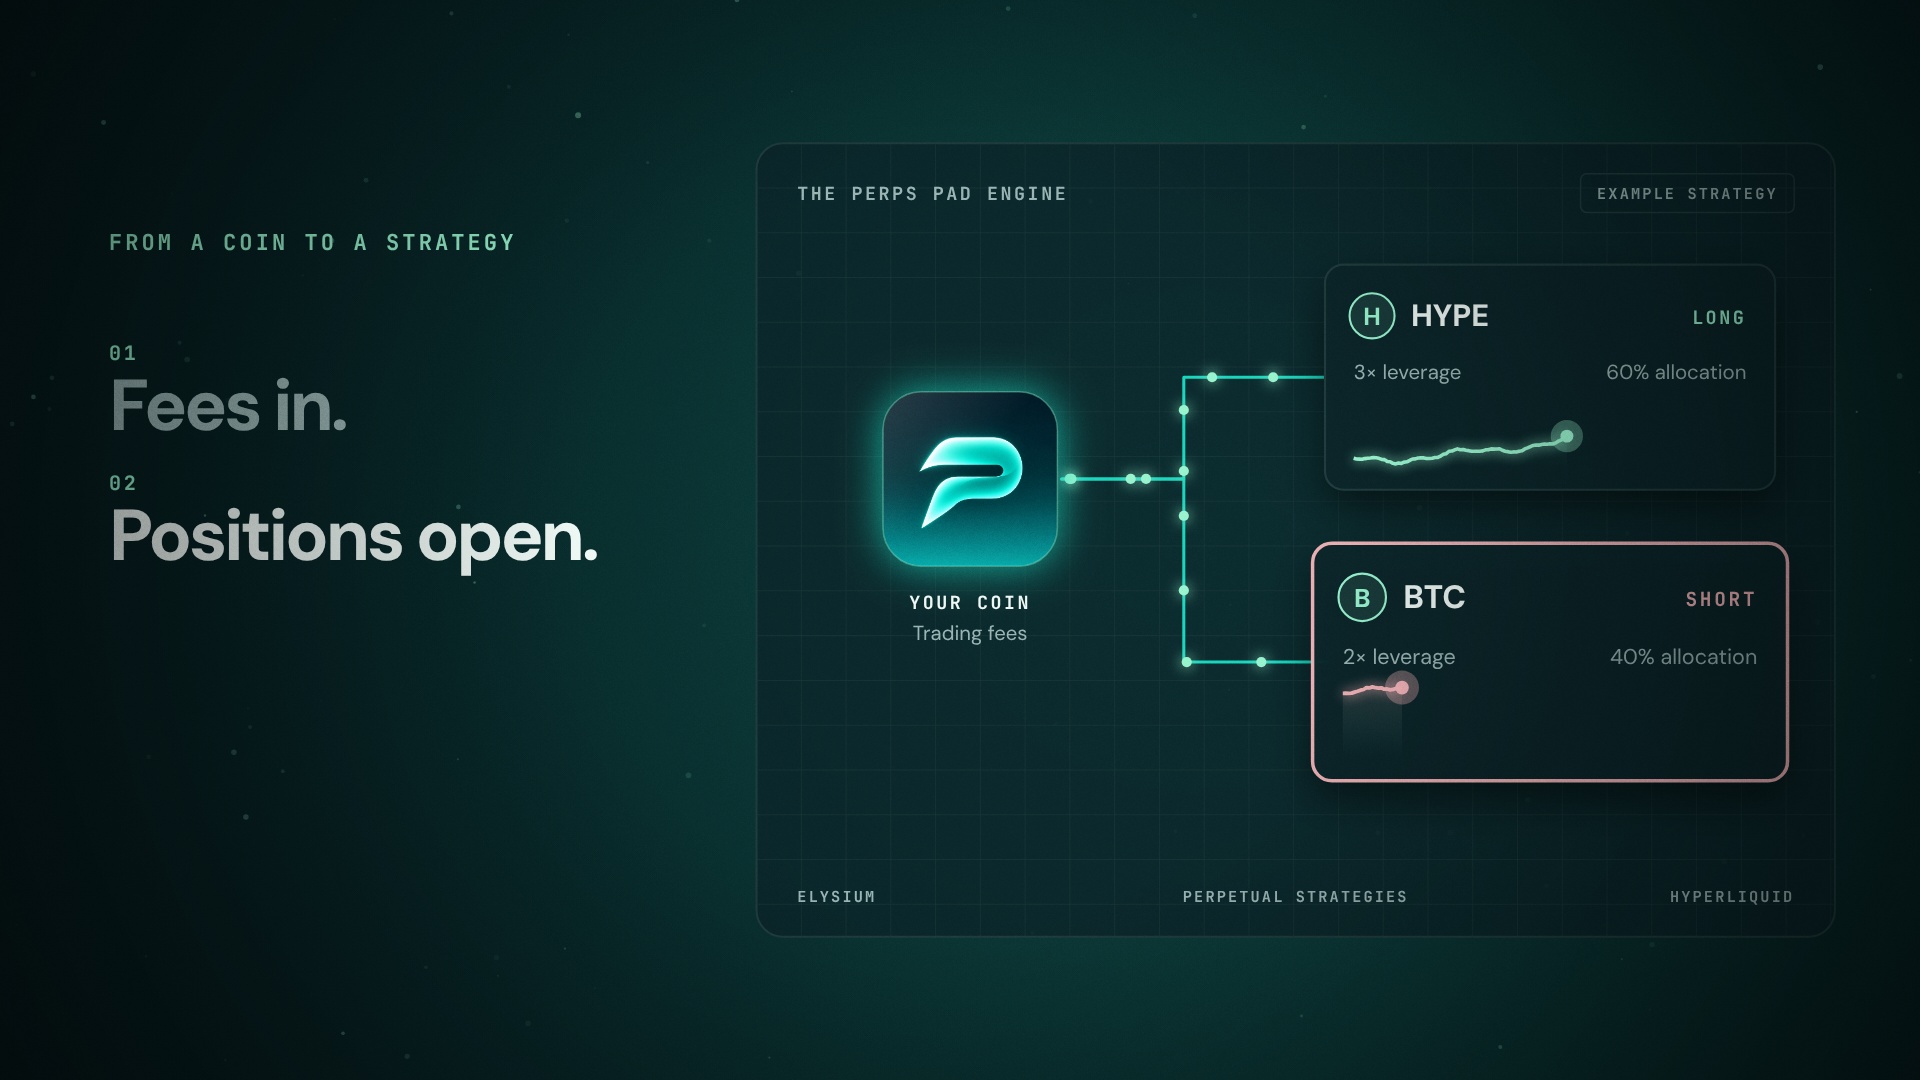 FROM A COIN TO A STRATEGY
01
Fees in.
02
Positions open.
THE PERPS PAD ENGINE
EXAMPLE STRATEGY
YOUR COIN
Trading fees
H HYPE LONG
3× leverage 60% allocation
B BTC SHORT
2× leverage 40% allocation
ELYSIUM PERPETUAL STRATEGIES HYPERLIQUID